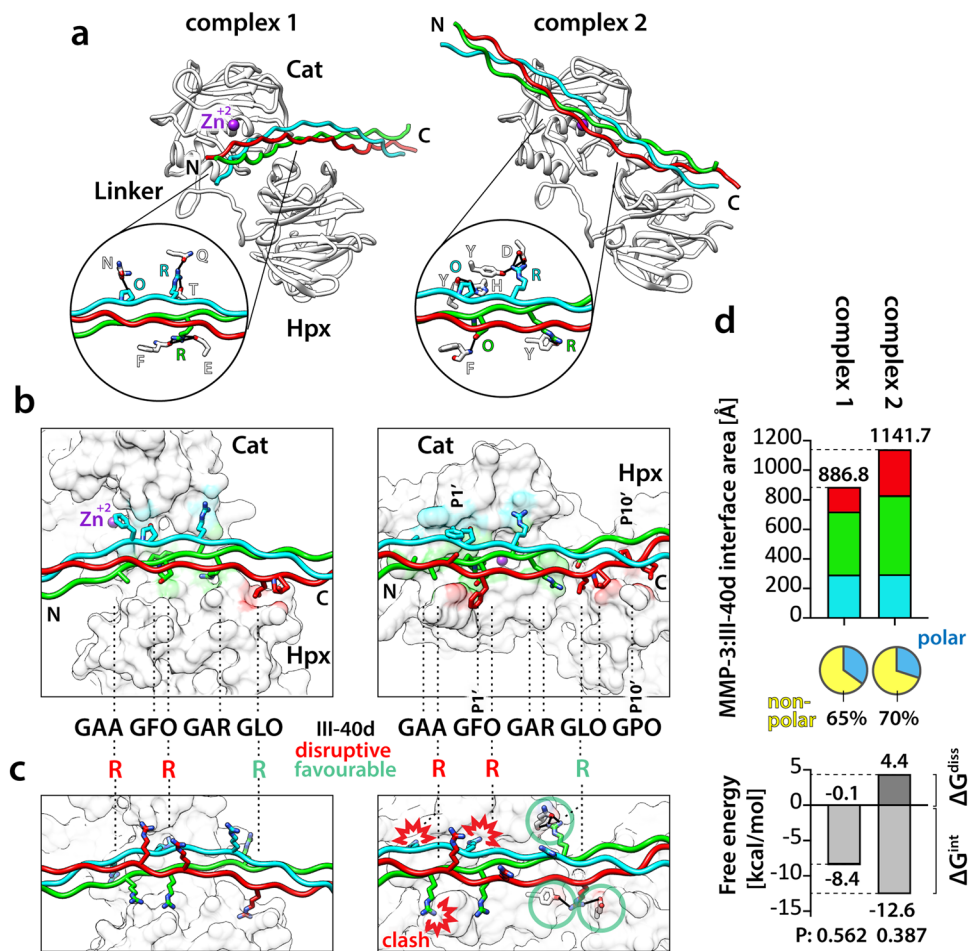 a
complex 1
complex 2
Cat
Zn+2
N
C
Linker
Hpx
N
Q
O
R
T
R
F
E
N
C
Y
D
O
R
Y
H
O
F
Y
R
b
Cat
Zn+2
N
C
Hpx
Cat
Hpx
P1′
P10′
C
N
P1′
P10′
GAA GFO GAR GLO
III-40d
GAA GFO GAR GLO GPO
disruptive
favourable
R
R
R
R
R
R
c
clash
d
complex 1
complex 2
MMP-3:III-40d interface area [Å]
1200
1000
800
600
400
200
0
886.8
1141.7
polar
non-
polar
65%
70%
Free energy
[kcal/mol]
5
0
-5
-10
-15
-0.1
4.4
-8.4
-12.6
ΔGdiss
ΔGint
P: 0.562
0.387